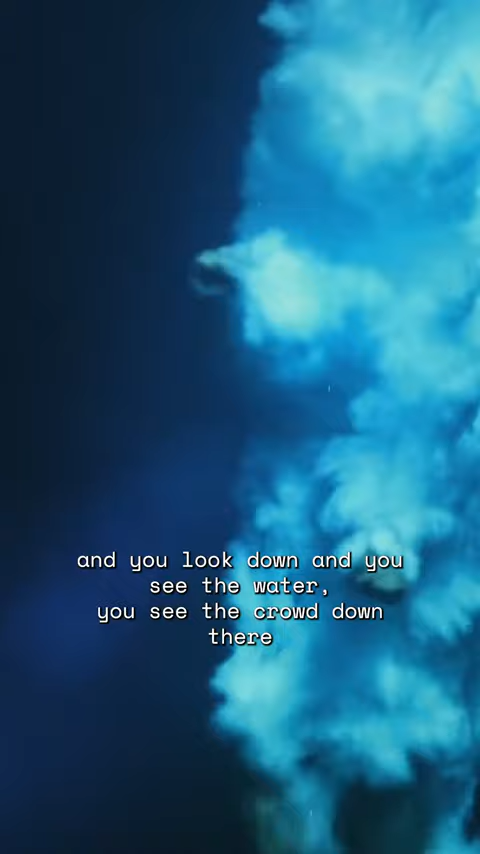 and you look down and you
see the water,
you see the crowd down
there